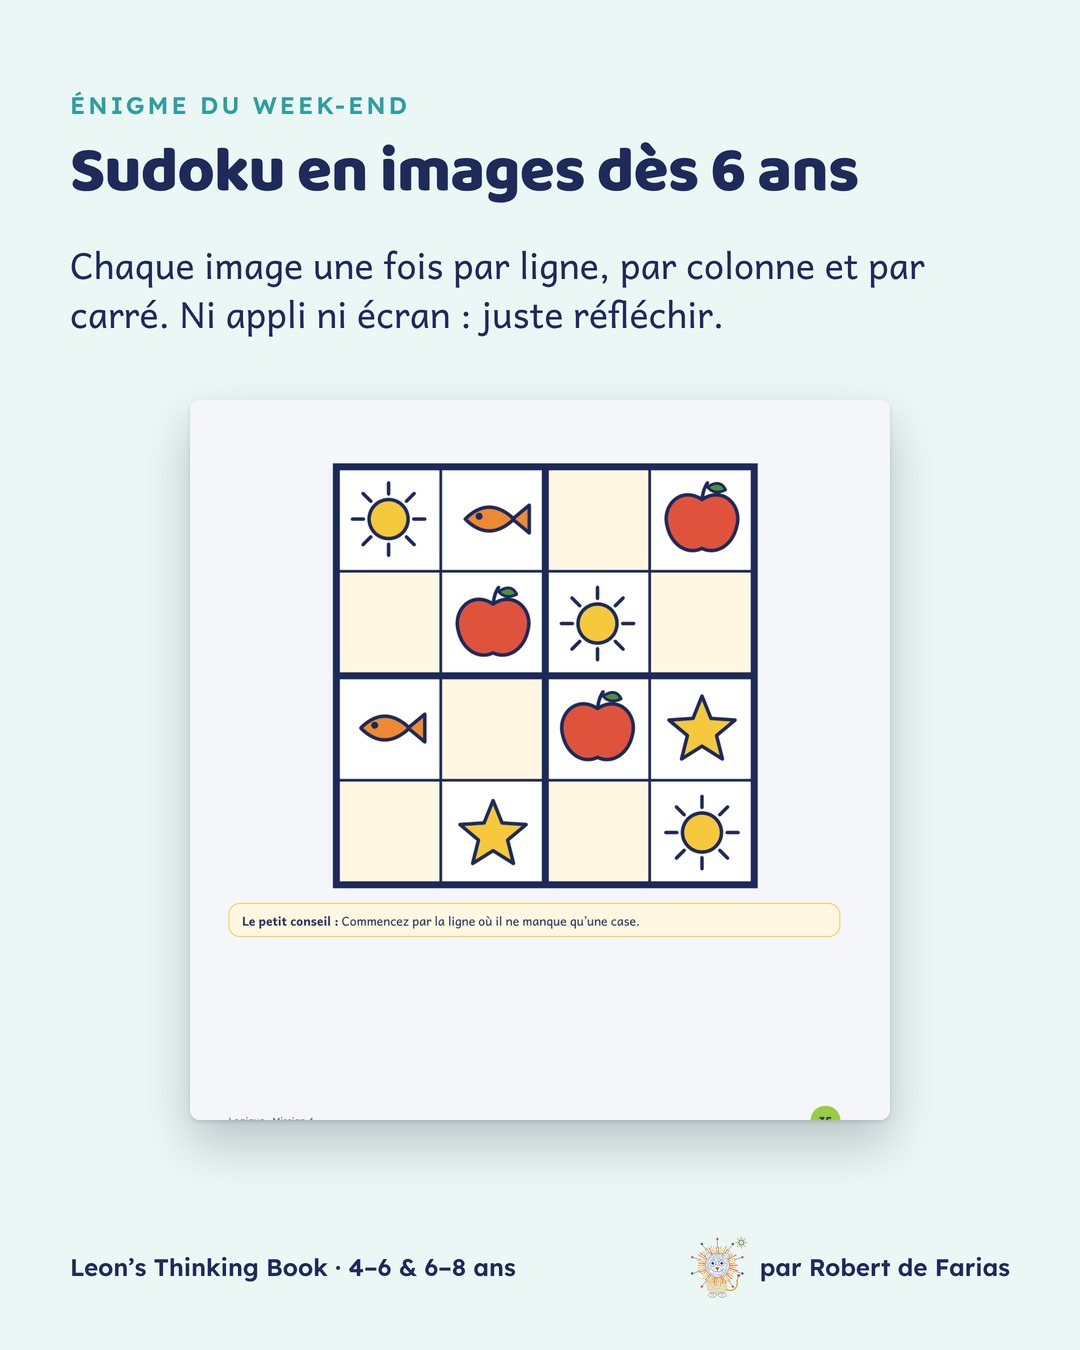 ÉNIGME DU WEEK-END
Sudoku en images dès 6 ans
Chaque image une fois par ligne, par colonne et par
carré. Ni appli ni écran : juste réfléchir.
Le petit conseil : Commencez par la ligne où il ne manque qu’une case.
Leon’s Thinking Book · 4–6 & 6–8 ans
par Robert de Farias